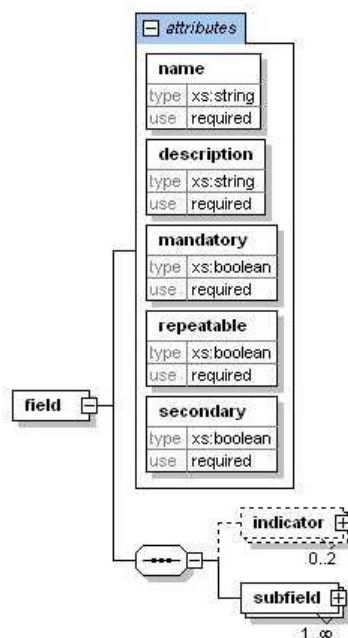 attributes
name
type xs:string
use required
description
type xs:string
use required
mandatory
type xs:boolean
use required
repeatable
type xs:boolean
use required
secondary
type xs:boolean
use required
field
indicator
0..2
subfield
1..∞